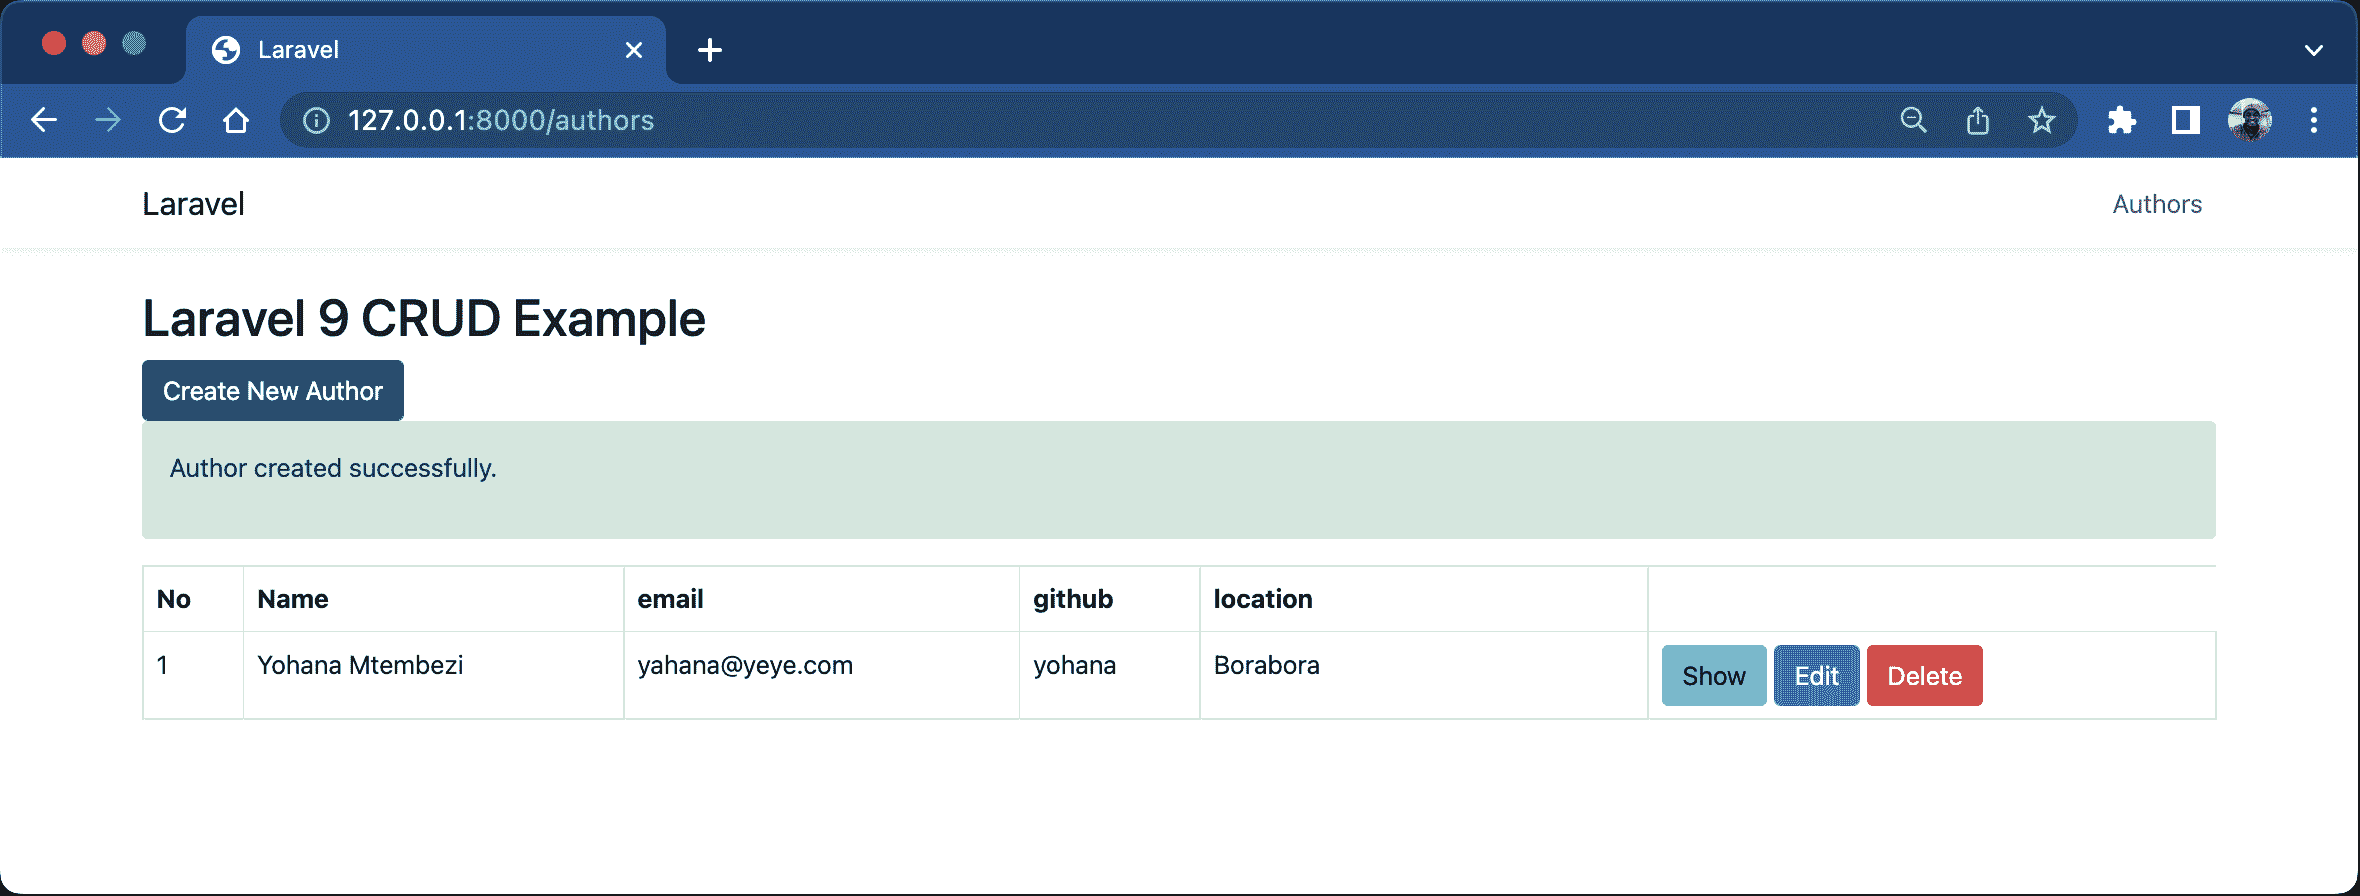 Laravel
127.0.0.1:8000/authors
Laravel Authors
Laravel 9 CRUD Example
Create New Author
Author created successfully.
No Name email github location
1 Yohana Mtembezi yahana@yeye.com yohana Borabora Show Edit Delete